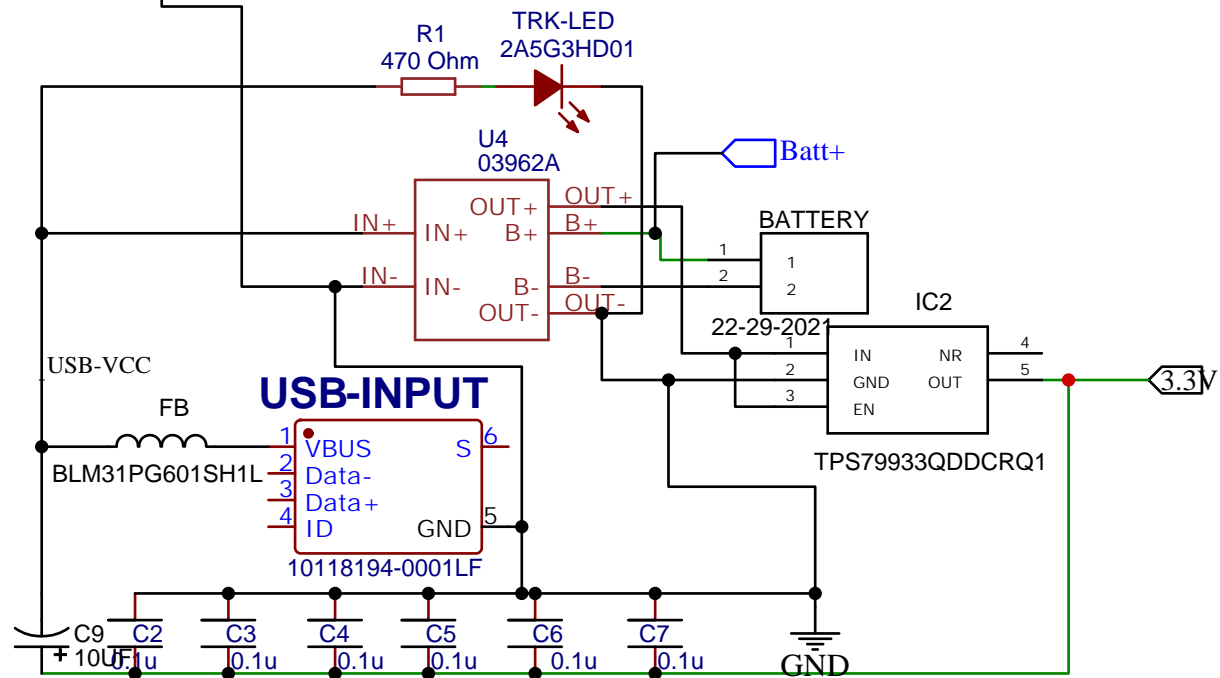 TRK-LED
R1
2A5G3HD01
470 Ohm
U4
03962A
Batt+
OUT+
OUT+
BATTERY
IN+
IN+
B+
B+
1
1
IN-
IN-
B-
B-
2
2
OUT-
OUT-
22-29-2021
IC2
1
IN
NR
4
USB-VCC
2
GND
OUT
5
3.3V
USB-INPUT
3
EN
FB
1
VBUS
S
6
BLM31PG601SH1L
2
Data-
TPS79933QDDCRQ1
3
Data+
4
ID
GND
5
10118194-0001LF
C9
C2
C3
C4
C5
C6
C7
+
10UF
0.1u
0.1u
0.1u
0.1u
0.1u
0.1u
GND